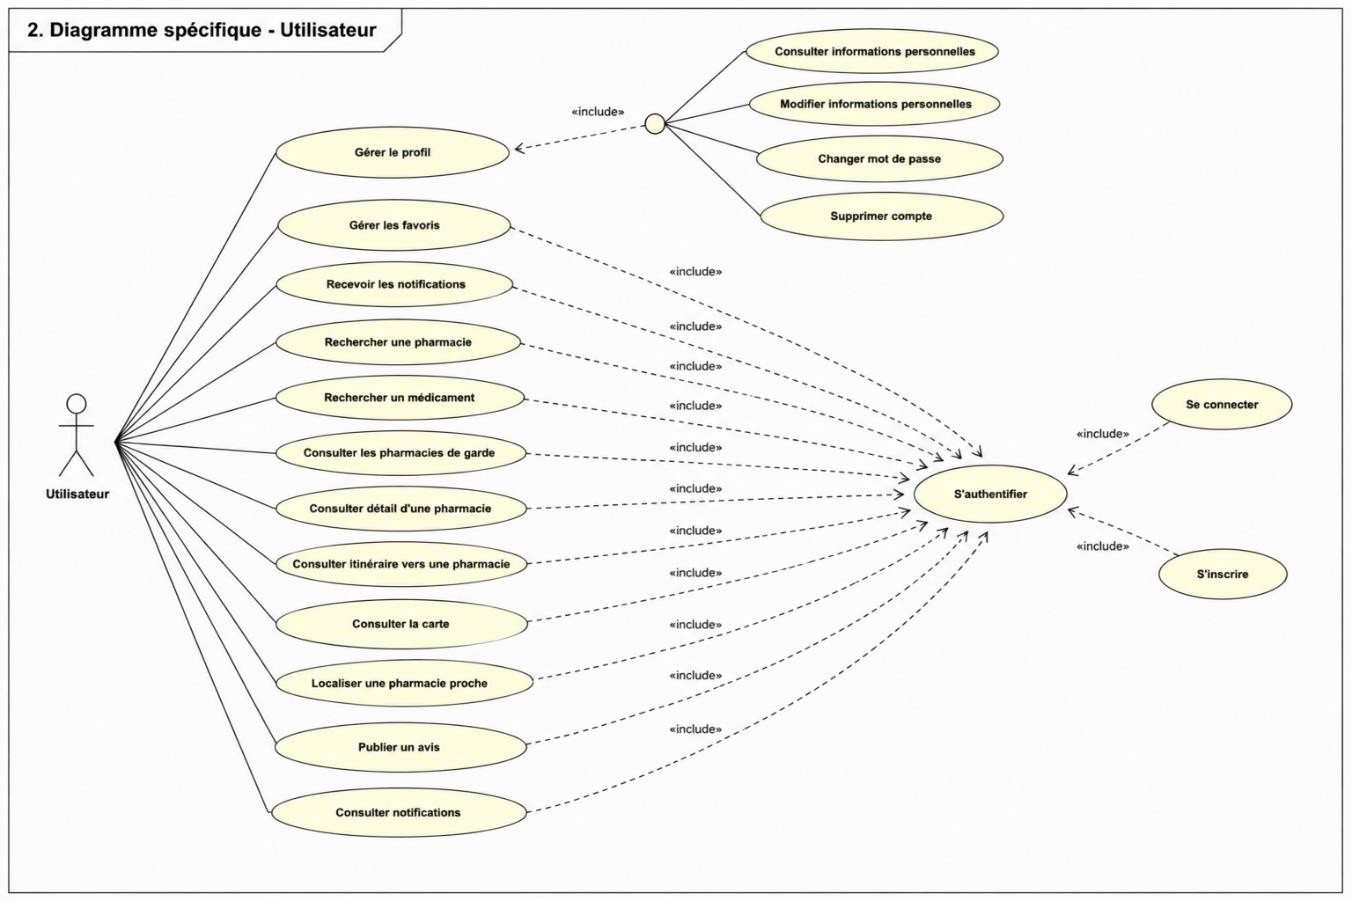 2. Diagramme spécifique - Utilisateur
Consulter informations personnelles
«include»
Modifier informations personnelles
Gérer le profil
Changer mot de passe
Supprimer compte
Gérer les favoris
«include»
Recevoir les notifications
«include»
Rechercher une pharmacie
«include»
Rechercher un médicament
«include»
Se connecter
«include»
Consulter les pharmacies de garde
«include»
Utilisateur
«include»
S'authentifier
Consulter détail d'une pharmacie
«include»
«include»
Consulter itinéraire vers une pharmacie
«include»
S'inscrire
Consulter la carte
«include»
Localiser une pharmacie proche
«include»
Publier un avis
«include»
Consulter notifications